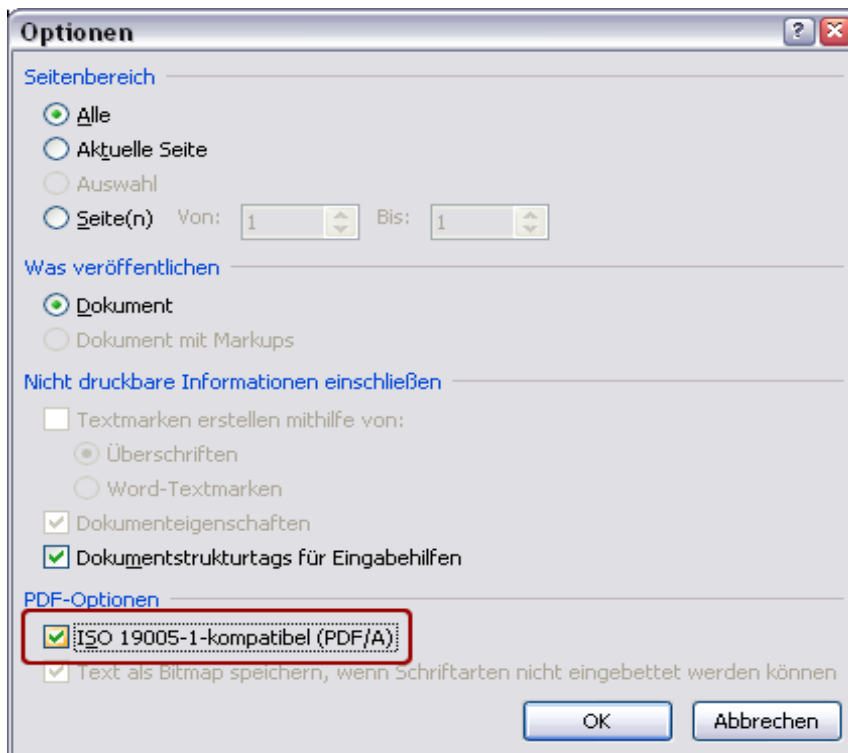 Optionen
Seitenbereich
Alle
Aktuelle Seite
Auswahl
Seite(n) Von: 1 Bis: 1
Was veröffentlichen
Dokument
Dokument mit Markups
Nicht druckbare Informationen einschließen
Textmarken erstellen mithilfe von:
Überschriften
Word-Textmarken
Dokumenteigenschaften
Dokumentstrukturtags für Eingabehilfen
PDF-Optionen
ISO 19005-1-kompatibel (PDF/A)
Text als Bitmap speichern, wenn Schriftarten nicht eingebettet werden können
OK Abbrechen